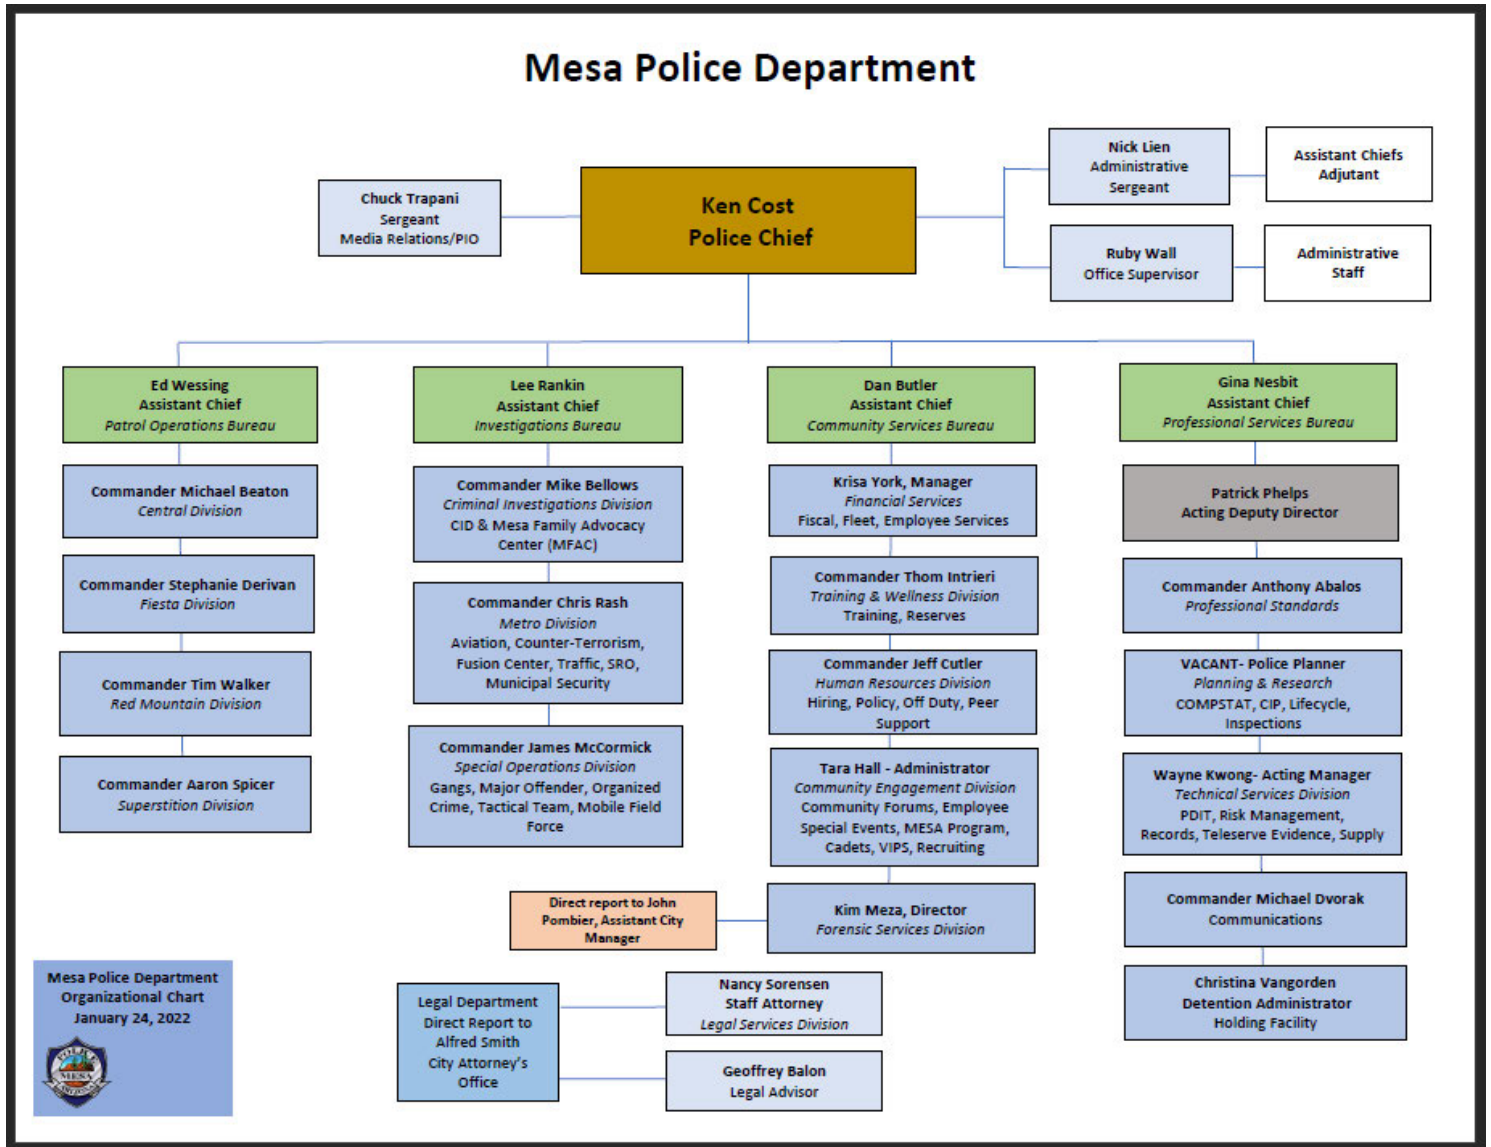 Mesa Police Department
Chuck Trapani
Sergeant
Media Relations/PIO
Ken Cost
Police Chief
Nick Lien
Administrative
Sergeant
Assistant Chiefs
Adjutant
Ruby Wall
Office Supervisor
Administrative
Staff
Ed Wessing
Assistant Chief
Patrol Operations Bureau
Commander Michael Beaton
Central Division
Commander Stephanie Derivan
Fiesta Division
Commander Tim Walker
Red Mountain Division
Commander Aaron Spicer
Superstition Division
Lee Rankin
Assistant Chief
Investigations Bureau
Commander Mike Bellows
Criminal Investigations Division
CID & Mesa Family Advocacy
Center (MFAC)
Commander Chris Rash
Metro Division
Aviation, Counter-Terrorism,
Fusion Center, Traffic, SRO,
Municipal Security
Commander James McCormick
Special Operations Division
Gangs, Major Offender, Organized
Crime, Tactical Team, Mobile Field
Force
Dan Butler
Assistant Chief
Community Services Bureau
Krisa York, Manager
Financial Services
Fiscal, Fleet, Employee Services
Commander Thom Intrieri
Training & Wellness Division
Training, Reserves
Commander Jeff Cutler
Human Resources Division
Hiring, Policy, Off Duty, Peer
Support
Tara Hall - Administrator
Community Engagement Division
Community Forums, Employee
Special Events, MESA Program,
Cadets, VIPS, Recruiting
Kim Meza, Director
Forensic Services Division
Direct report to John
Pombier, Assistant City
Manager
Gina Nesbit
Assistant Chief
Professional Services Bureau
Patrick Phelps
Acting Deputy Director
Commander Anthony Abalos
Professional Standards
VACANT- Police Planner
Planning & Research
COMPSTAT, CIP, Lifecycle,
Inspections
Wayne Kwong- Acting Manager
Technical Services Division
PDIT, Risk Management,
Records, Teleserve Evidence, Supply
Commander Michael Dvorak
Communications
Christina Vangorden
Detention Administrator
Holding Facility
Legal Department
Direct Report to
Alfred Smith
City Attorney's
Office
Nancy Sorensen
Staff Attorney
Legal Services Division
Geoffrey Balon
Legal Advisor
Mesa Police Department
Organizational Chart
January 24, 2022
POLICE
MESA